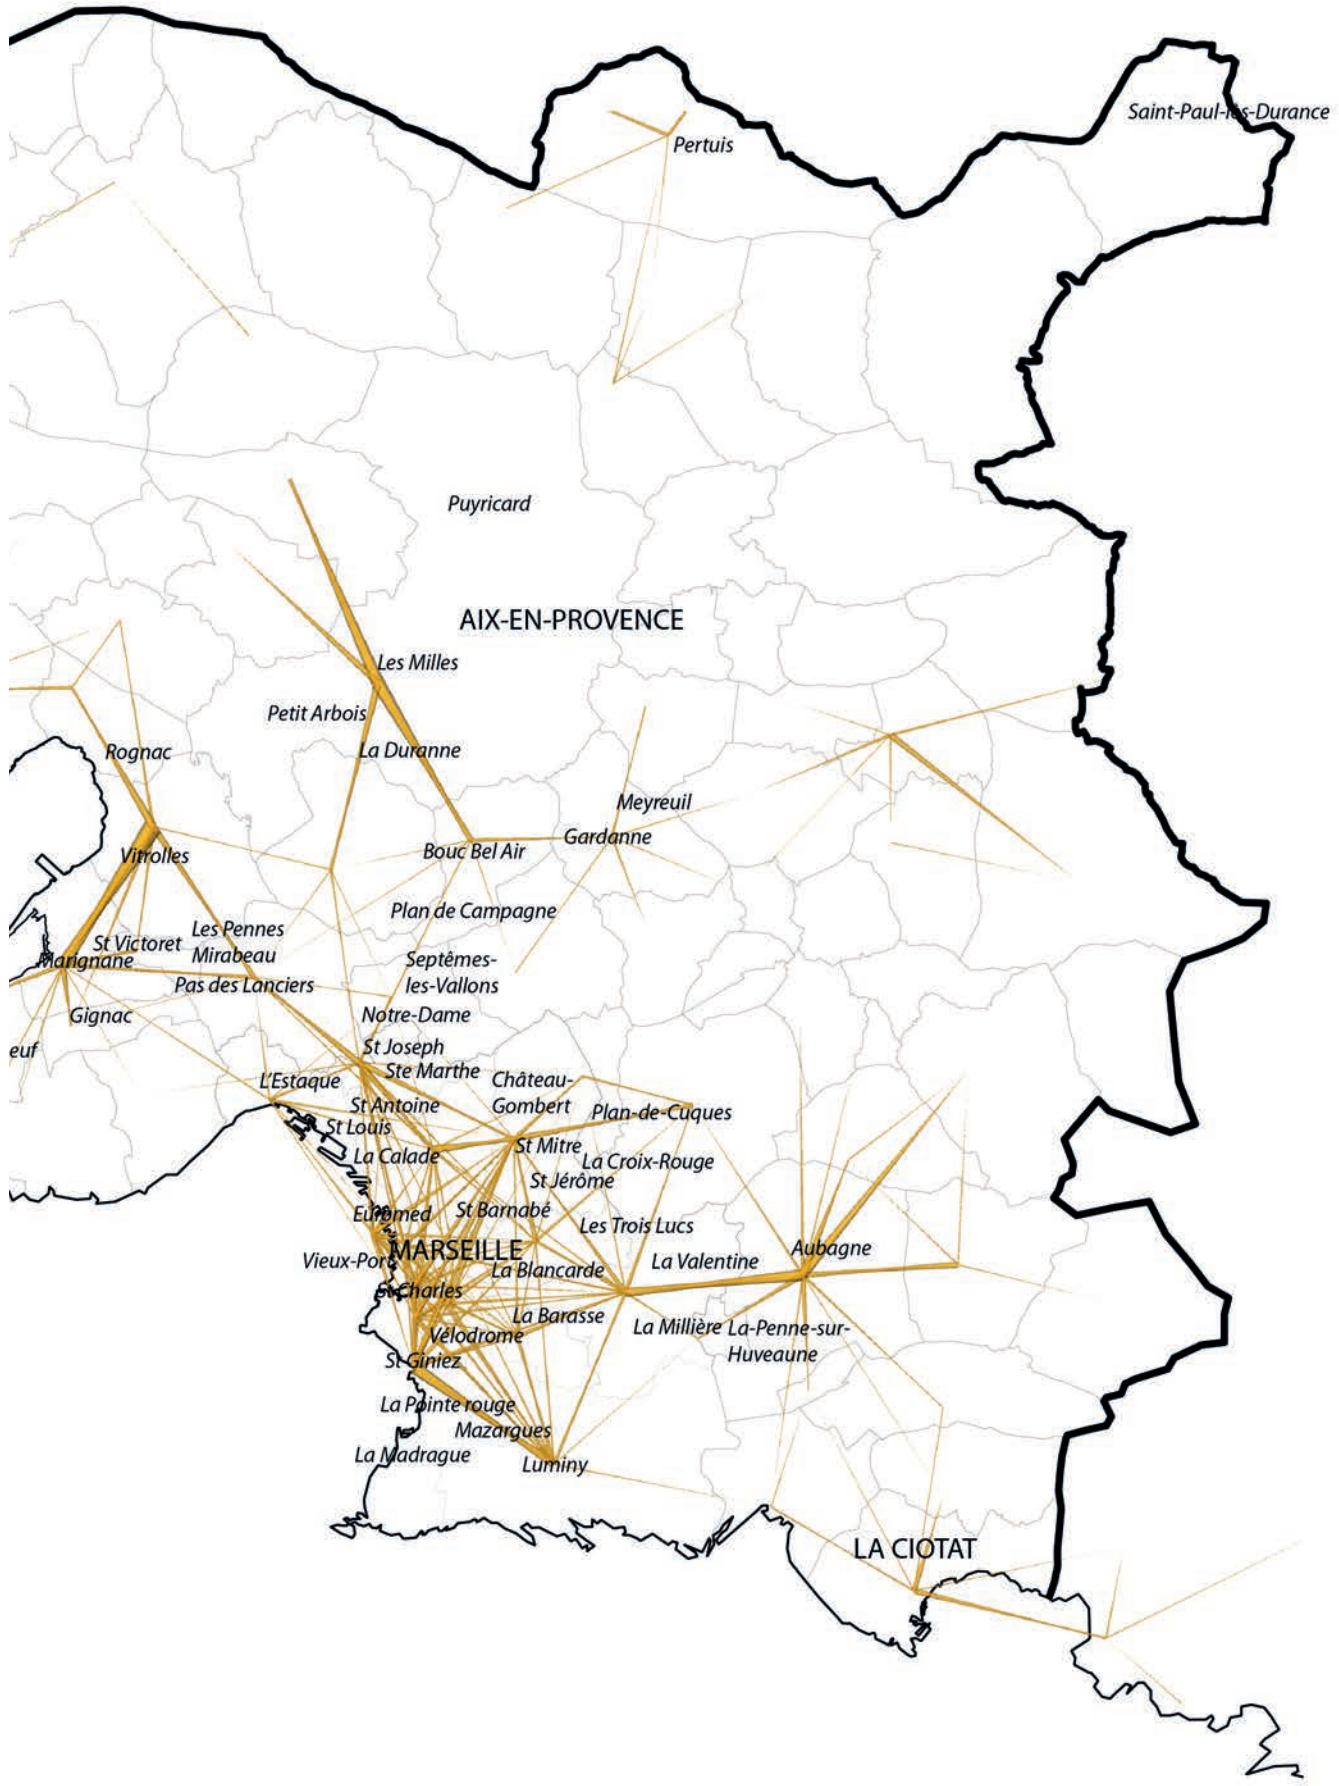 Saint-Paul-lès-Durance
Pertuis
Puyricard
AIX-EN-PROVENCE
Les Milles
Petit Arbois
La Duranne
Rognac
Meyreuil
Gardanne
Bouc Bel Air
Vitrolles
Plan de Campagne
Les Pennes
Mirabeau
St Victoret
Marignane
Septêmes-
les-Vallons
Pas des Lanciers
Gignac
Notre-Dame
euf
St Joseph
Ste Marthe
L'Estaque
Château-
Gombert
St Antoine
Plan-de-Cuques
St Louis
St Mitre
La Calade
La Croix-Rouge
St Jérôme
St Barnabé
Euromed
Les Trois Lucs
MARSEILLE
Aubagne
Vieux-Port
La Valentine
La Blancarde
St Charles
La Barasse
La Millière
La-Penne-sur-
Huveaune
Vélodrome
St Giniez
La Pointe rouge
Mazargues
La Madrague
Luminy
LA CIOTAT